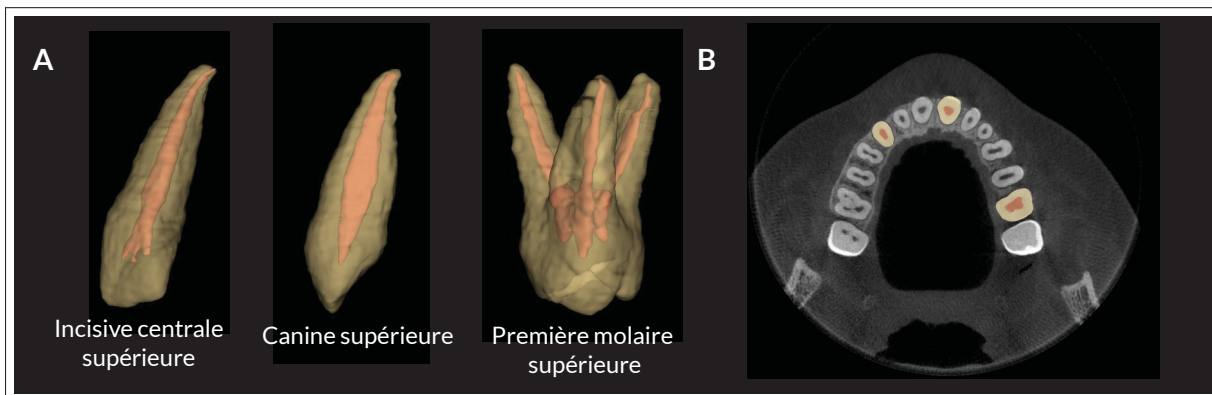 A
B
Incisive centrale
supérieure
Canine supérieure
Première molaire
supérieure